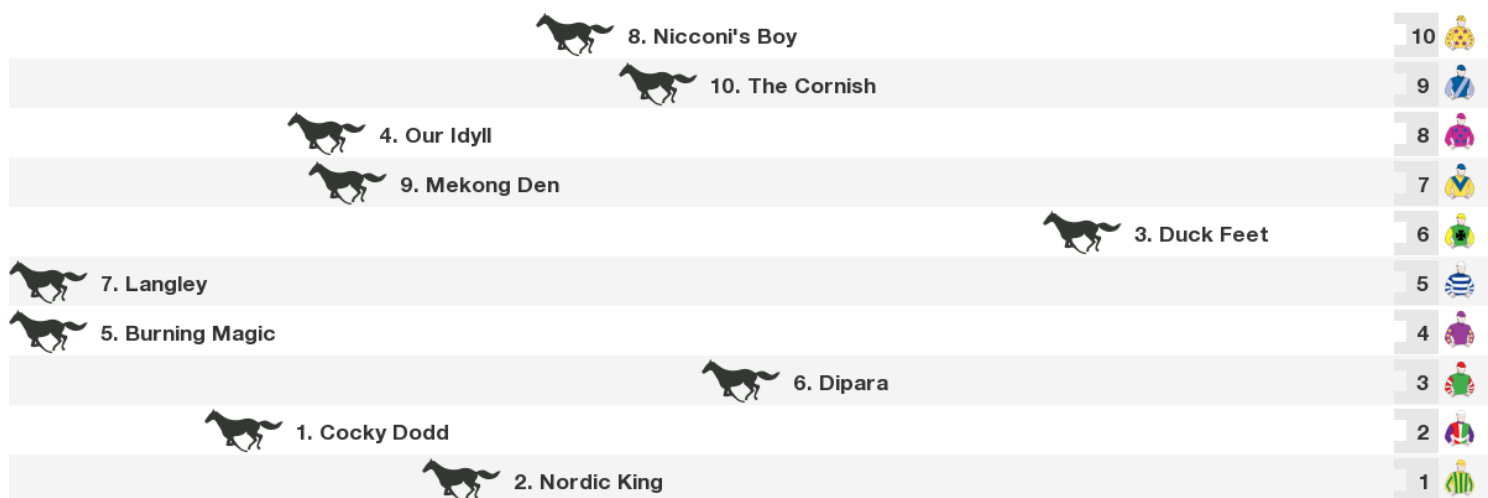 8. Nicconi's Boy 10
10. The Cornish 9
4. Our Idyll 8
9. Mekong Den 7
3. Duck Feet 6
7. Langley 5
5. Burning Magic 4
6. Dipara 3
1. Cocky Dodd 2
2. Nordic King 1